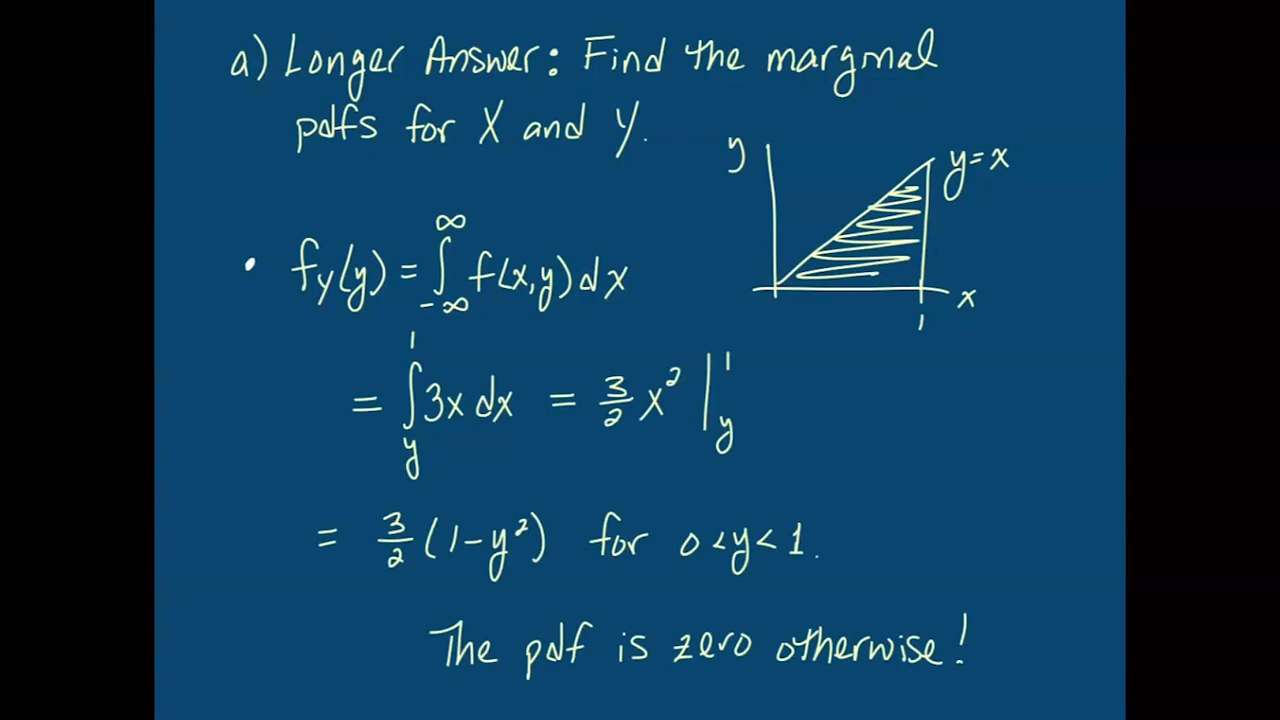 a) Longer Answer: Find the marginal
pdfs for X and Y.
y
y=x
x
1
• f_Y(y) = ∫_{-∞}^{∞} f(x,y) dx
= ∫_y^1 3x dx = 3/2 x² |_y^1
= 3/2 (1-y²) for 0<y<1.
The pdf is zero otherwise!